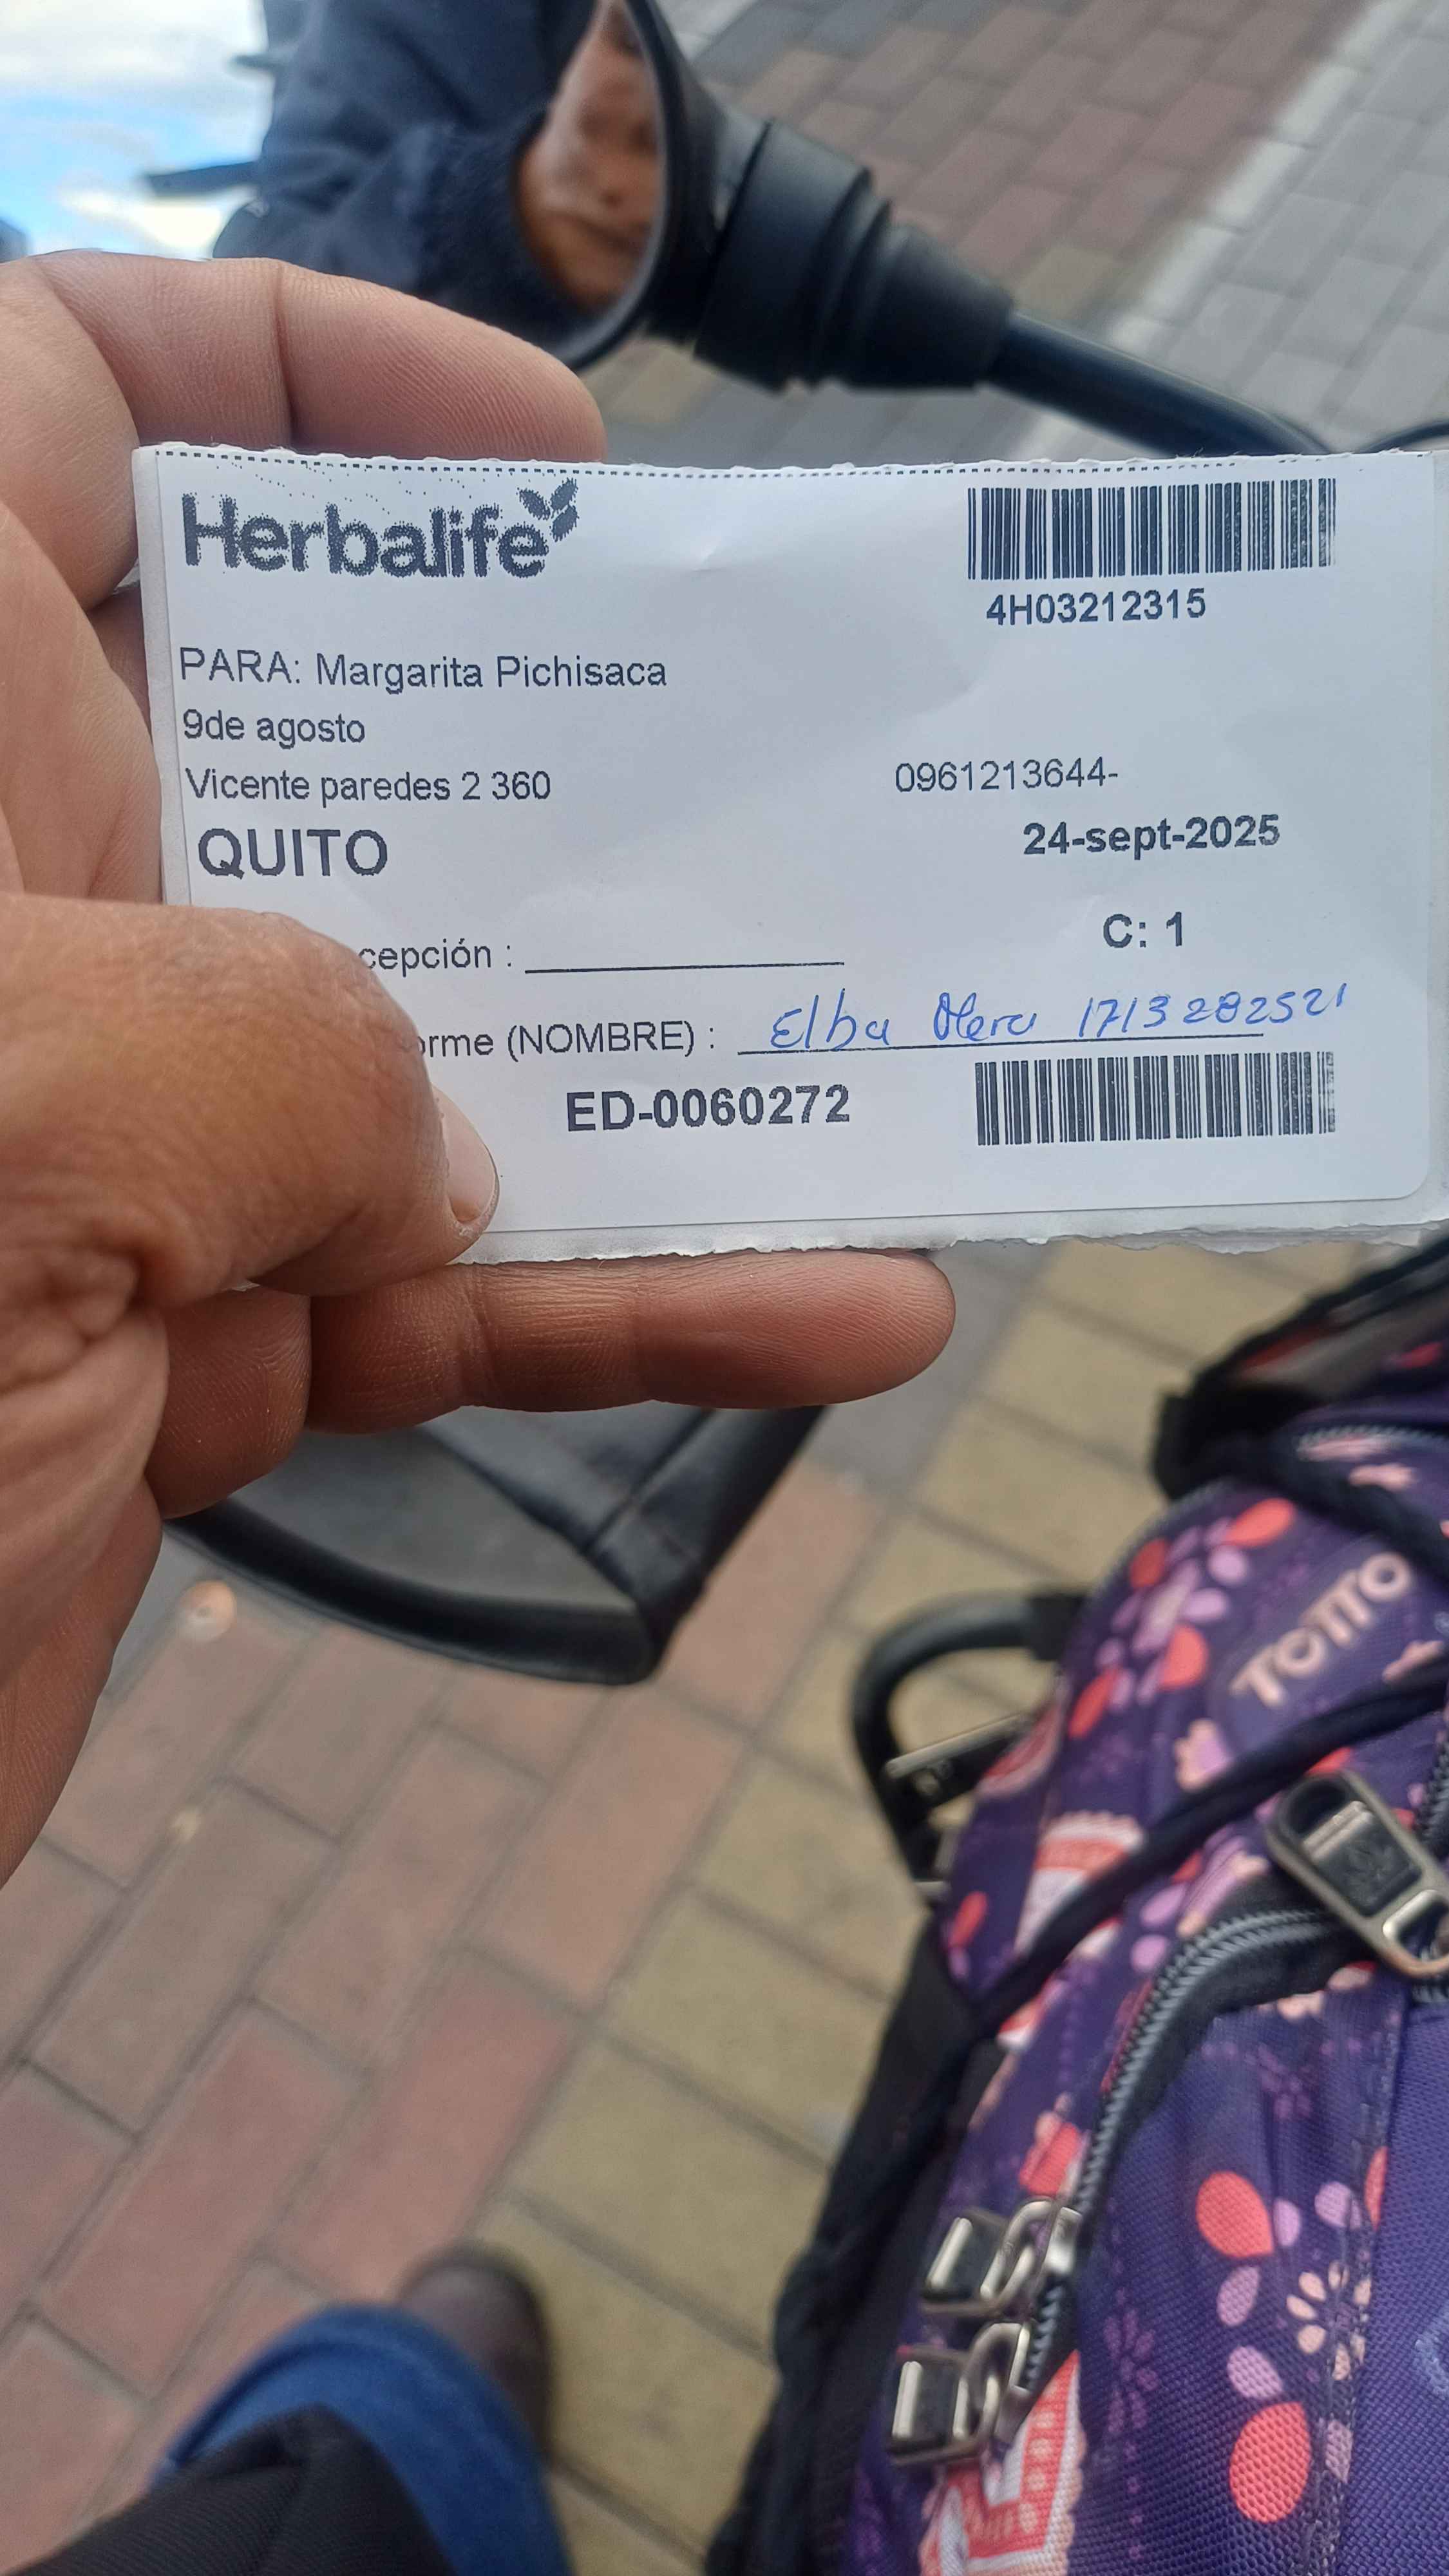 Herbalife
4H03212315
PARA: Margarita Pichisaca
9de agosto
Vicente paredes 2 360
0961213644-
QUITO
24-sept-2025
C: 1
cepción :
orme (NOMBRE) : Elba Mera 1713282521
ED-0060272
TOTTO